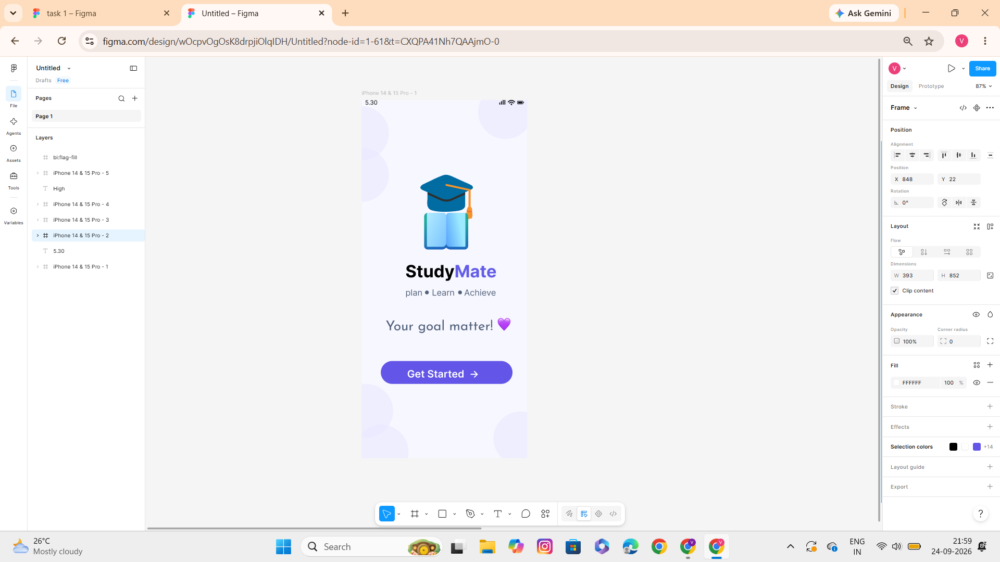 task 1 – Figma
Untitled – Figma
Ask Gemini
figma.com/design/wOcpvOgOsK8drpjiOlqIDH/Untitled?node-id=1-61&t=CXQPA41Nh7QAAjmO-0
V
File
Agents
Assets
Tools
Variables
Untitled
Drafts
Free
Pages
Page 1
Layers
bi:flag-fill
iPhone 14 & 15 Pro - 5
High
iPhone 14 & 15 Pro - 4
iPhone 14 & 15 Pro - 3
iPhone 14 & 15 Pro - 2
5.30
iPhone 14 & 15 Pro - 1
iPhone 14 & 15 Pro - 1
5.30
StudyMate
plan • Learn • Achieve
Your goal matter! 💜
Get Started →
V
Share
Design
Prototype
87%
Frame
Position
Alignment
Position
X 848
Y 22
Rotation
0°
Layout
Flow
Dimensions
W 393
H 852
Clip content
Appearance
Opacity
Corner radius
100%
0
Fill
FFFFFF
100 %
Stroke
Effects
Selection colors
+14
Layout guide
Export
?
26°C
Mostly cloudy
Search
ENG
IN
21:59
24-09-2026